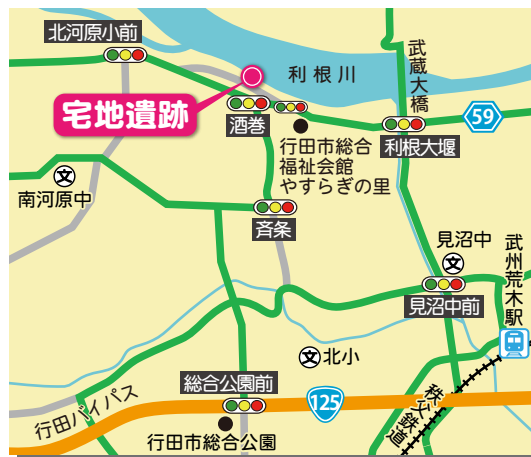 北河原小前
利根川
武蔵大橋
宅地遺跡
酒巻
59
利根大堰
行田市総合
福祉会館
やすらぎの里
文
南河原中
斉条
見沼中
文
見沼中前
武州荒木駅
文北小
総合公園前
125
行田バイパス
行田市総合公園
秩父鉄道